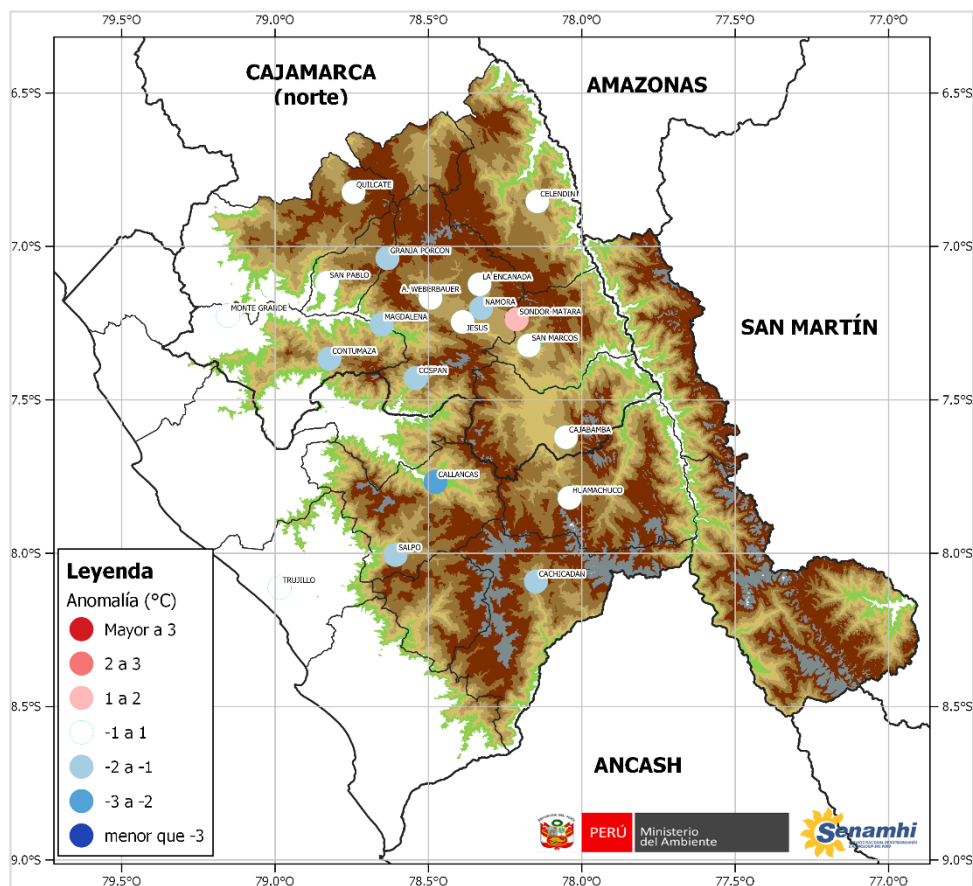 79.5°W 79.0°W 78.5°W 78.0°W 77.5°W 77.0°W
CAJAMARCA
(norte)
AMAZONAS
6.5°S 6.5°S
QUILCATE
CELENDIN
7.0°S 7.0°S
GRANJA PORCON
SAN PABLO
LA ENCANADA
A. WEBERBAUER
NAMORA
MONTE GRANDE
SONDOR-MATARA
MAGDALENA
JESUS
SAN MARCOS
SAN MARTÍN
CONTUMAZA
COSPAN
7.5°S 7.5°S
CAJABAMBA
CALLANCAS
HUAMACHUCO
8.0°S 8.0°S
SALPO
CACHICADAN
TRUJILLO
Leyenda
Anomalía (°C)
Mayor a 3
2 a 3
1 a 2
-1 a 1
-2 a -1
-3 a -2
menor que -3
8.5°S 8.5°S
ANCASH
PERÚ
Ministerio
del Ambiente
Senamhi
9.0°S 9.0°S
79.5°W 79.0°W 78.5°W 78.0°W 77.5°W 77.0°W